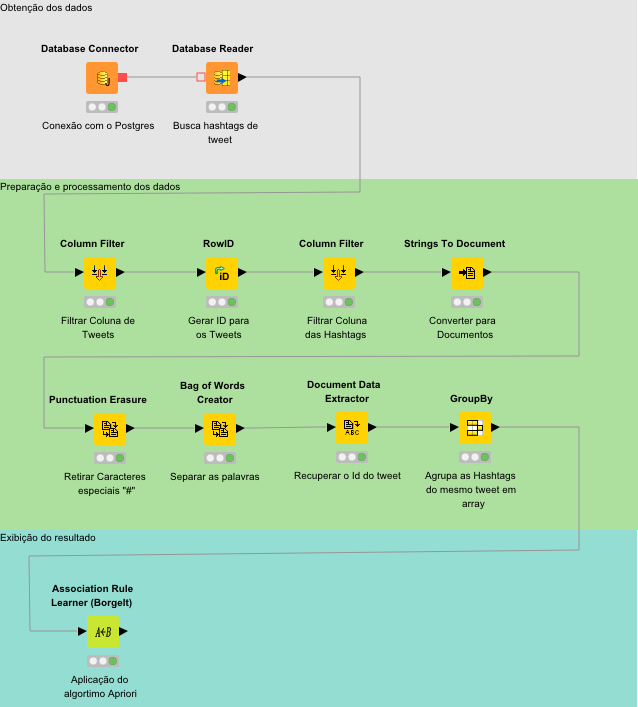 Obtenção dos dados
Database Connector
Database Reader
Conexão com o Postgres
Busca hashtags de
tweet
Preparação e processamento dos dados
Column Filter
RowID
Column Filter
Strings To Document
iD
Filtrar Coluna de
Tweets
Gerar ID para
os Tweets
Filtrar Coluna
das Hashtags
Converter para
Documentos
Punctuation Erasure
Bag of Words
Creator
Document Data
Extractor
GroupBy
ABC
Retirar Caracteres
especiais "#"
Separar as palavras
Recuperar o Id do tweet
Agrupa as Hashtags
do mesmo tweet em
array
Exibição do resultado
Association Rule
Learner (Borgelt)
A⇐B
Aplicação do
algortimo Apriori